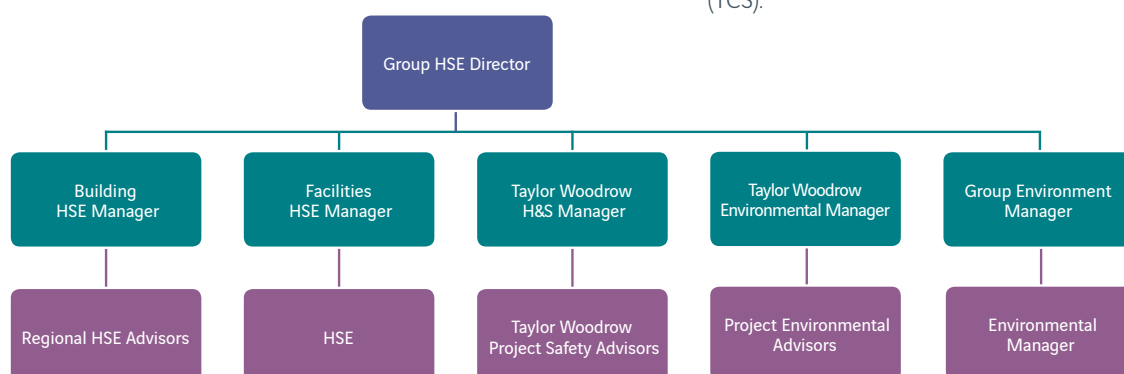 (TCS).
Group HSE Director
Building
HSE Manager
Facilities
HSE Manager
Taylor Woodrow
H&S Manager
Taylor Woodrow
Environmental Manager
Group Environment
Manager
Regional HSE Advisors
HSE
Taylor Woodrow
Project Safety Advisors
Project Environmental
Advisors
Environmental
Manager